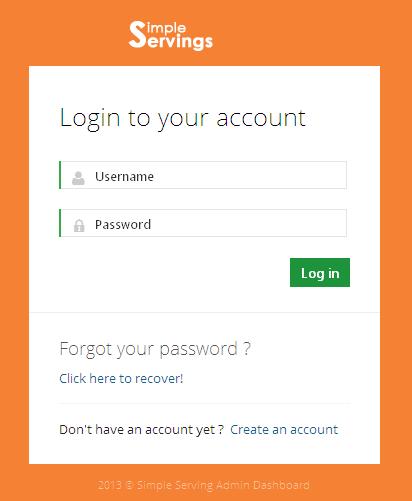 Simple
Servings
Login to your account
Username
Password
Log in
Forgot your password ?
Click here to recover!
Don't have an account yet ? Create an account
2013 © Simple Serving Admin Dashboard